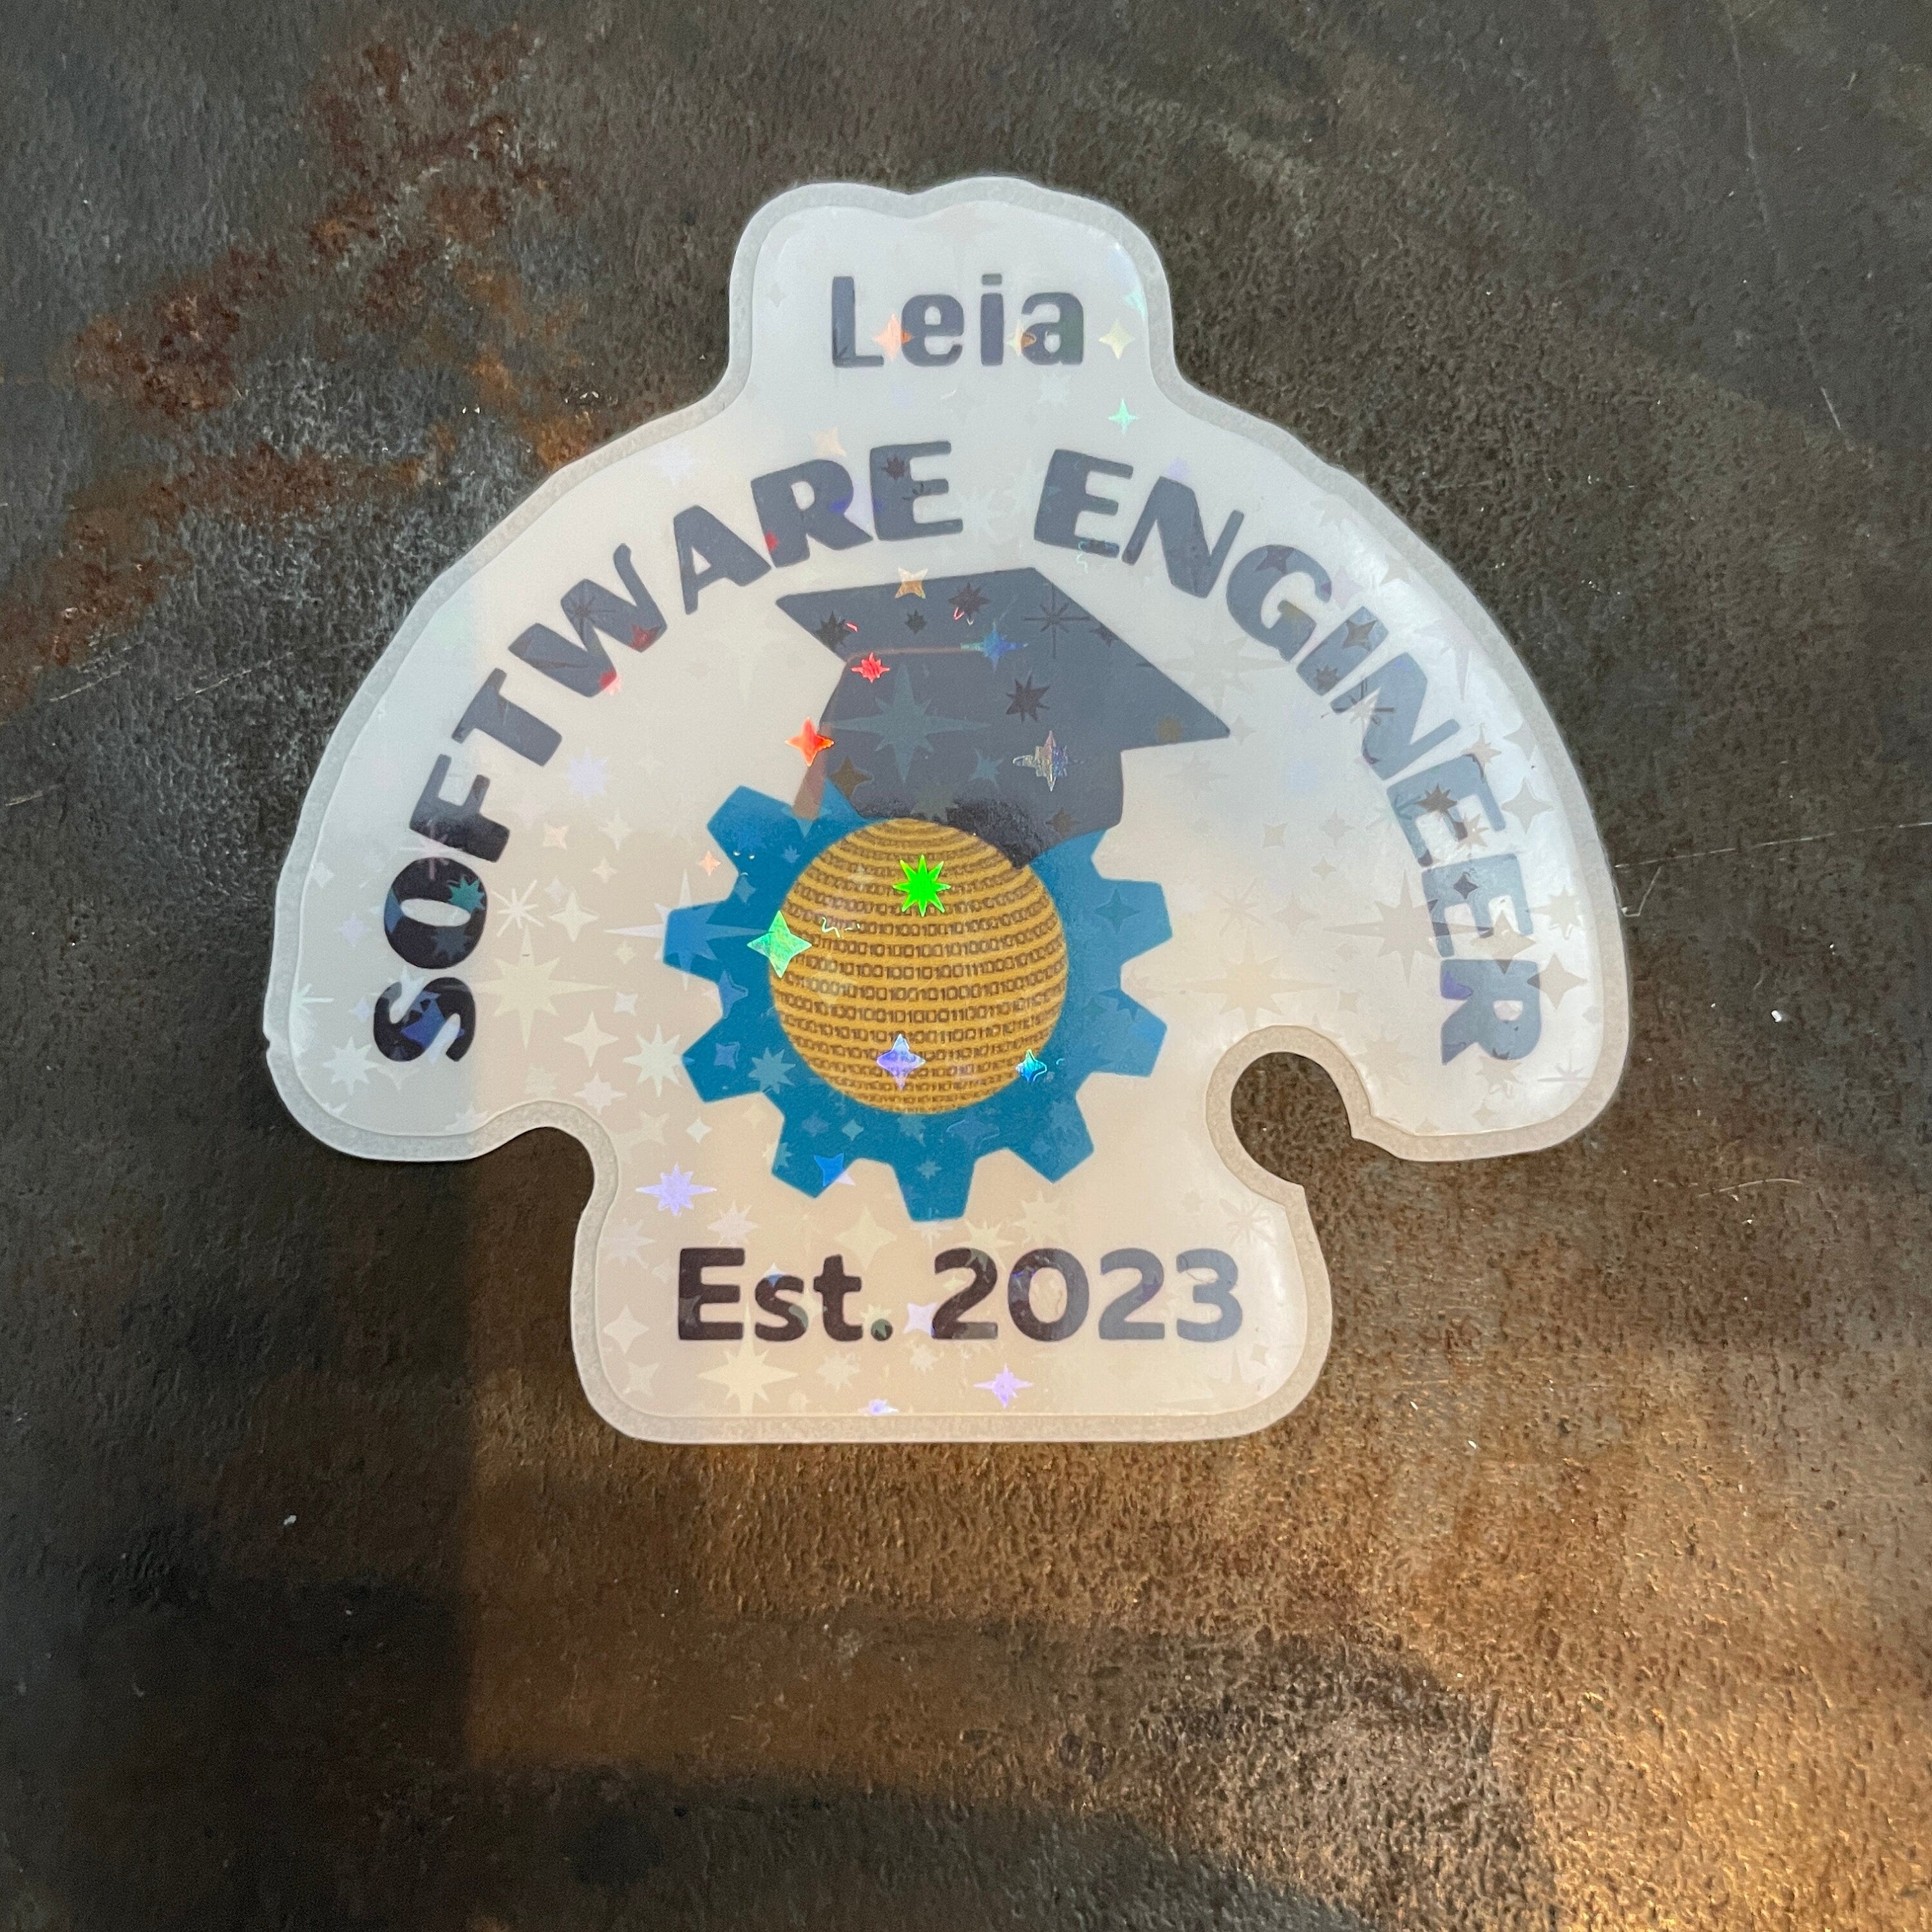 Leia
SOFTWARE ENGINEER
Est. 2023